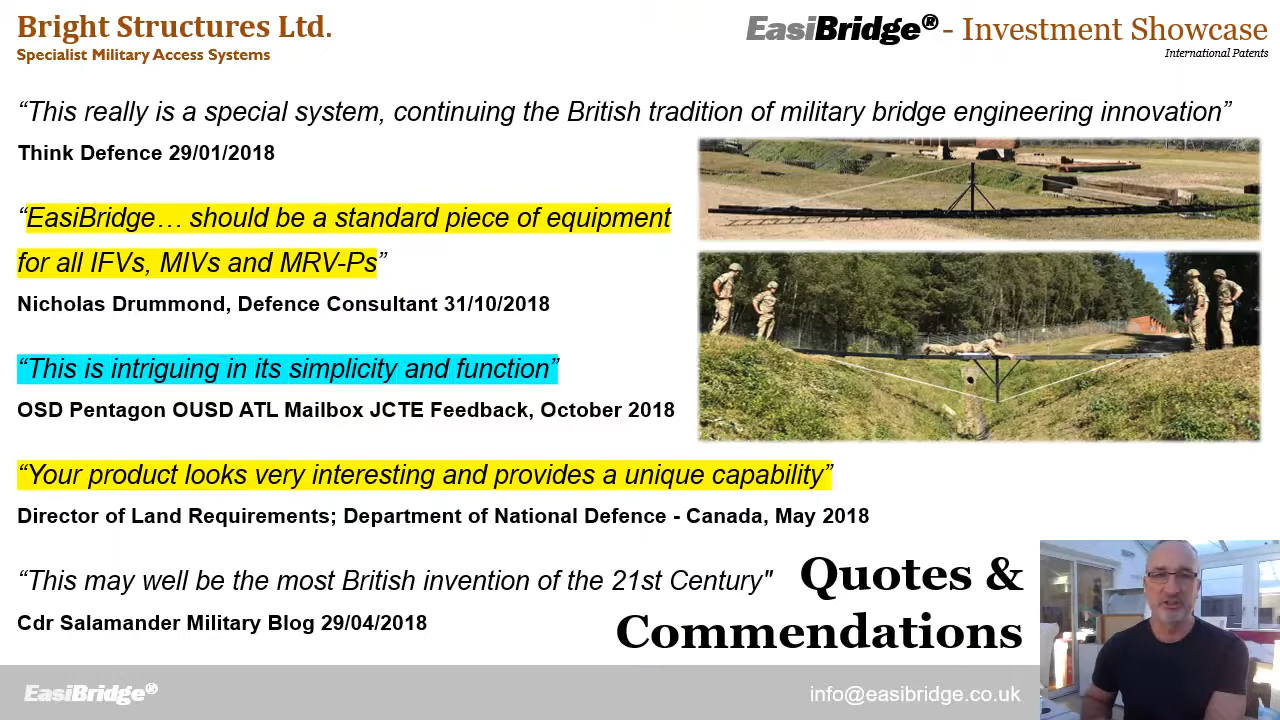 Bright Structures Ltd.
Specialist Military Access Systems
EasiBridge® - Investment Showcase
International Patents
“This really is a special system, continuing the British tradition of military bridge engineering innovation”
Think Defence 29/01/2018
“EasiBridge… should be a standard piece of equipment
for all IFVs, MIVs and MRV-Ps”
Nicholas Drummond, Defence Consultant 31/10/2018
“This is intriguing in its simplicity and function”
OSD Pentagon OUSD ATL Mailbox JCTE Feedback, October 2018
“Your product looks very interesting and provides a unique capability”
Director of Land Requirements; Department of National Defence - Canada, May 2018
“This may well be the most British invention of the 21st Century"
Cdr Salamander Military Blog 29/04/2018
Quotes &
Commendations
EasiBridge®
info@easibridge.co.uk